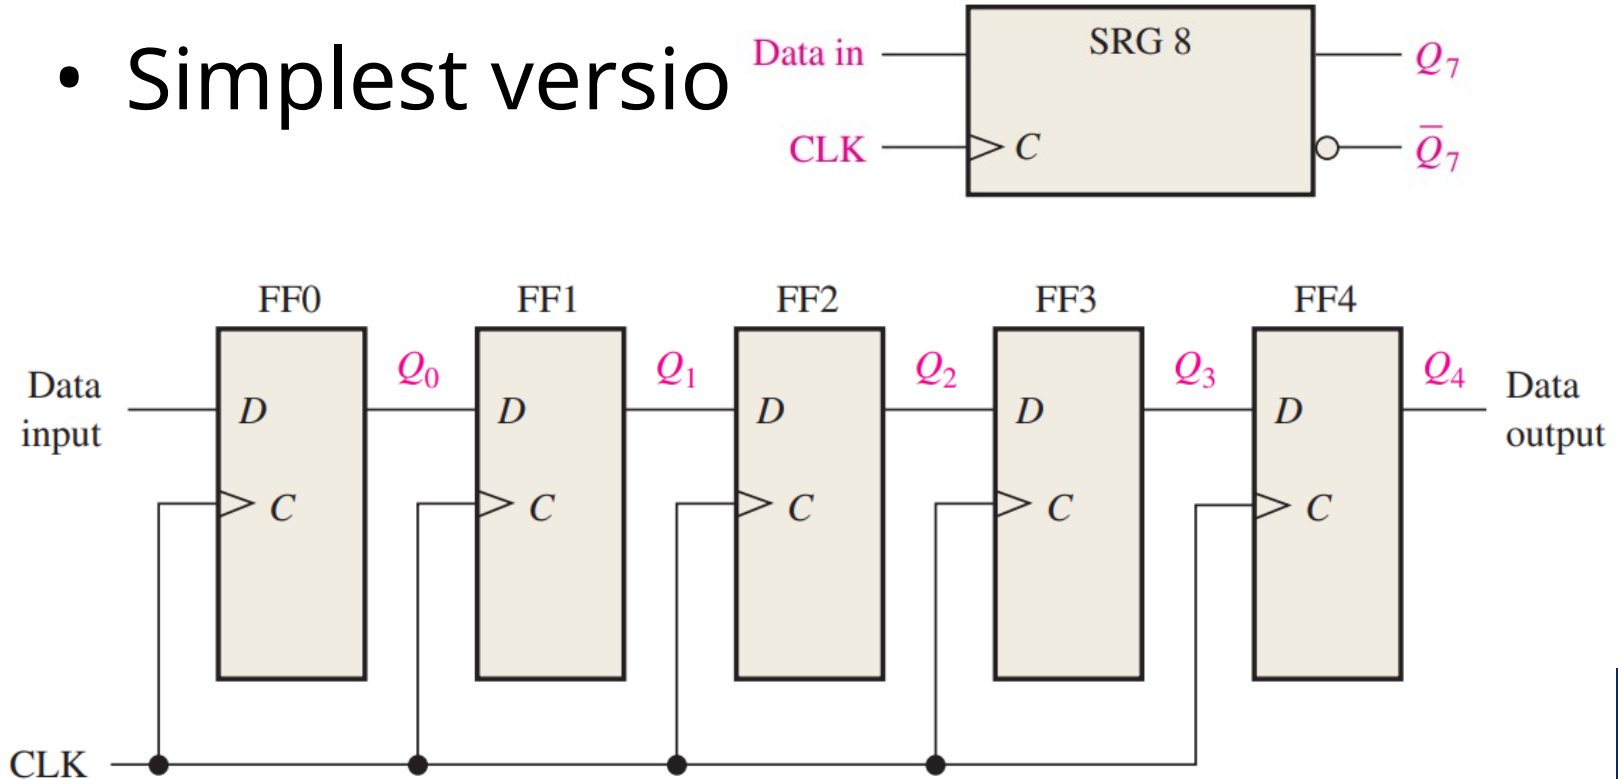 • Simplest versio
SRG 8
Data in
Q7
CLK
C
Q̅7
FF0 FF1 FF2 FF3 FF4
Data
input
Q0 Q1 Q2 Q3 Q4
Data
output
D D D D D
C C C C C
CLK